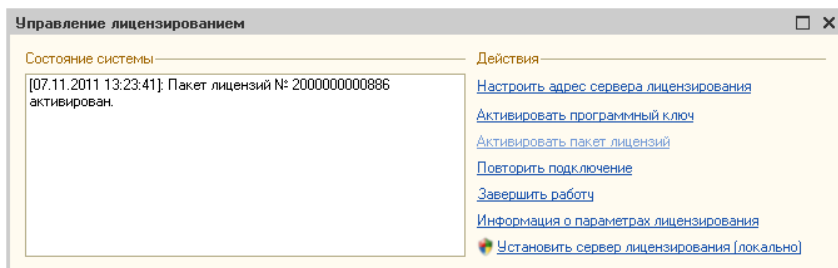 Управление лицензированием
Состояние системы
[07.11.2011 13:23:41]: Пакет лицензий № 2000000000886
активирован.
Действия
Настроить адрес сервера лицензирования
Активировать программный ключ
Активировать пакет лицензий
Повторить подключение
Завершить работу
Информация о параметрах лицензирования
Установить сервер лицензирования (локально)